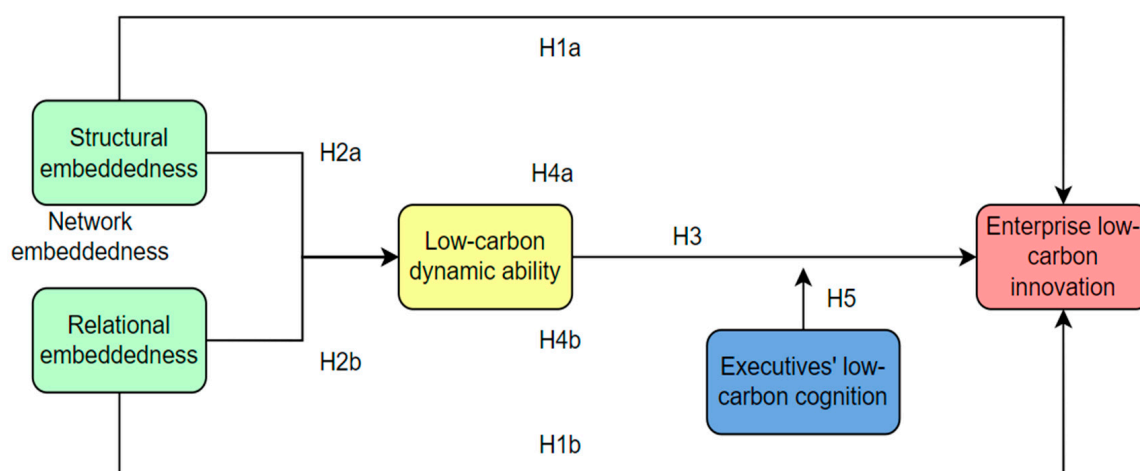 H1a
Structural
embeddedness
H2a
H4a
Network
embeddedness
Low-carbon
dynamic ability
H3
Enterprise low-
carbon
innovation
Relational
embeddedness
H2b
H4b
H5
Executives' low-
carbon cognition
H1b